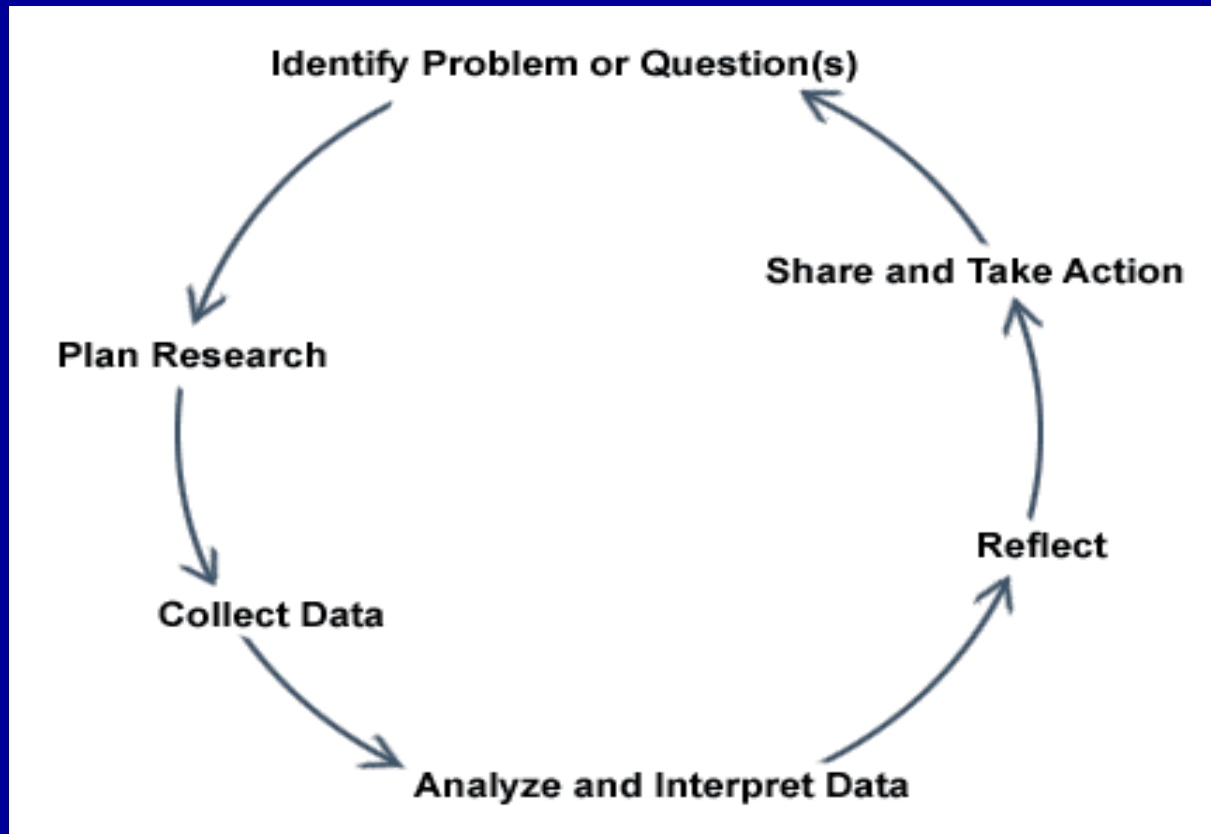 Identify Problem or Question(s)
Plan Research
Collect Data
Analyze and Interpret Data
Reflect
Share and Take Action